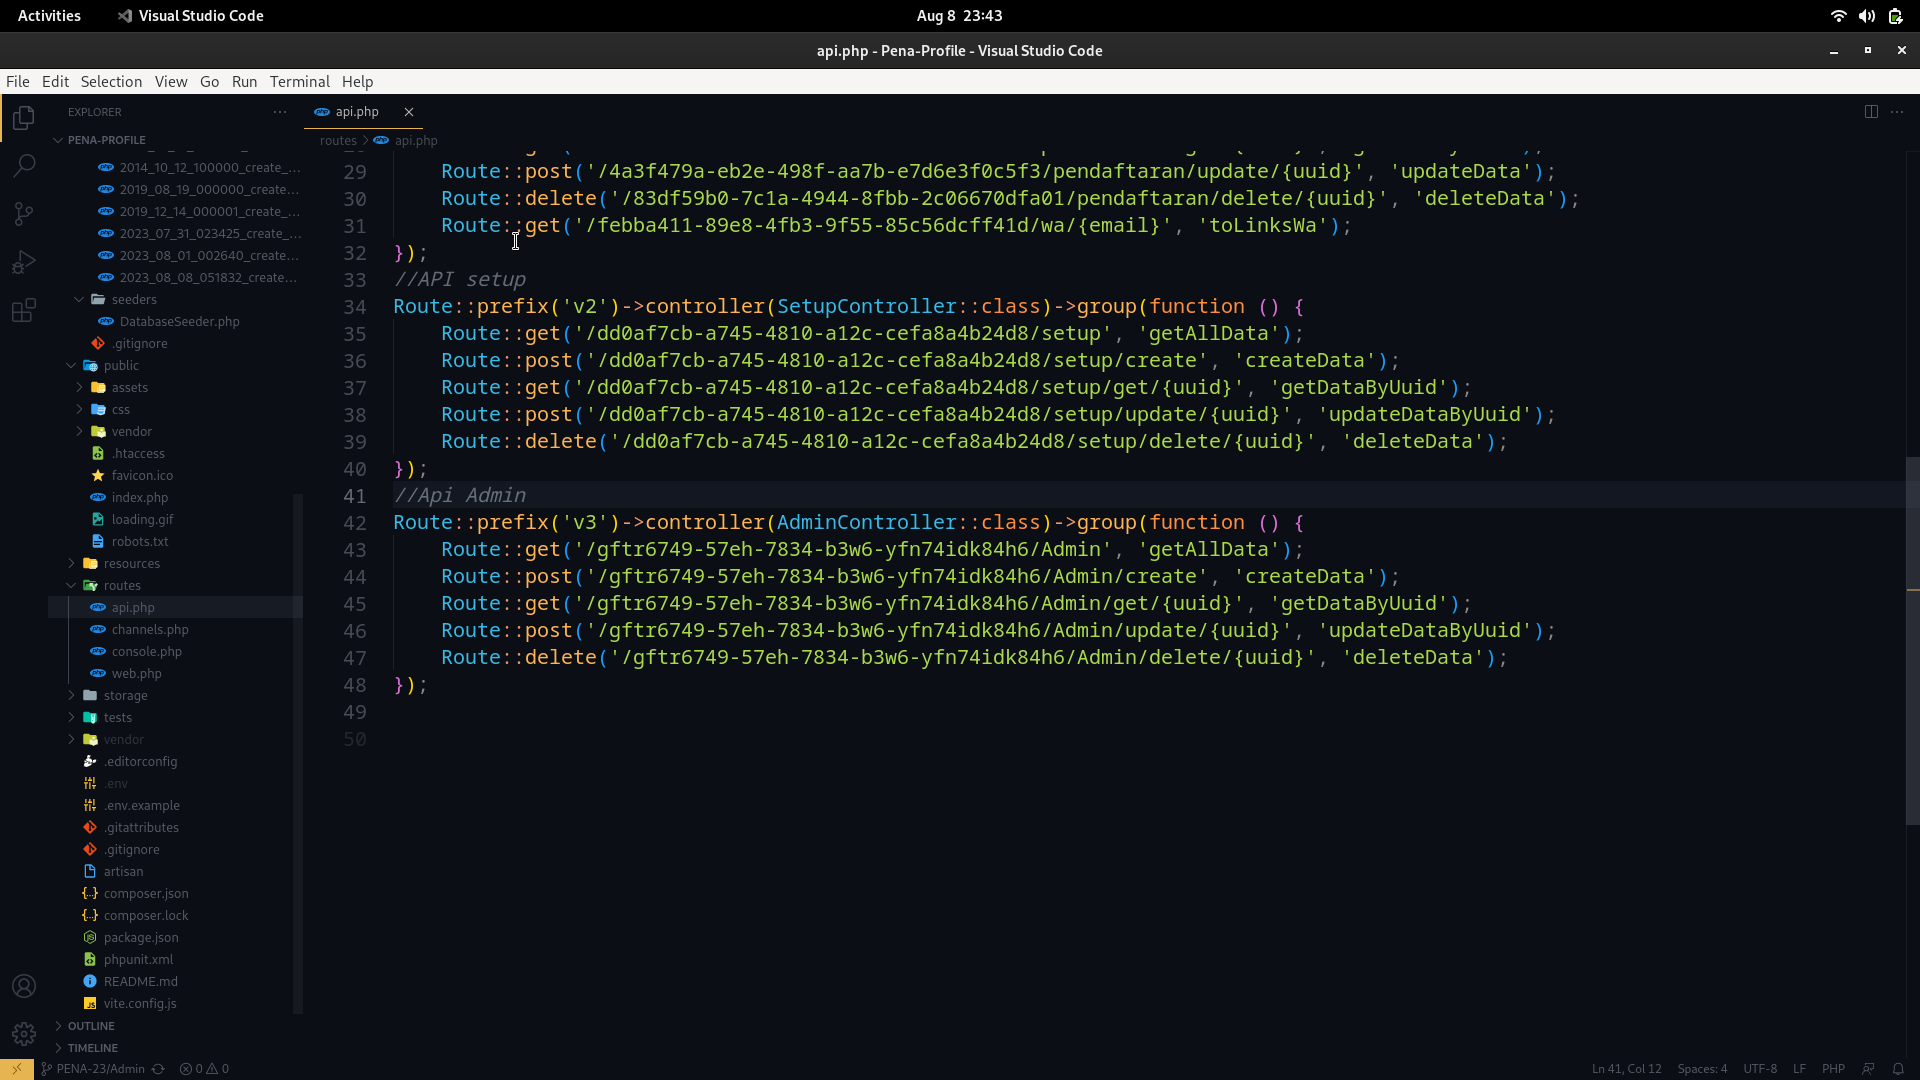 Activities
Visual Studio Code
Aug 8 23:43
api.php - Pena-Profile - Visual Studio Code
File Edit Selection View Go Run Terminal Help
EXPLORER
PENA-PROFILE
2014_10_12_100000_create_...
2019_08_19_000000_create...
2019_12_14_000001_create_...
2023_07_31_023425_create_...
2023_08_01_002640_create...
2023_08_08_051832_create...
seeders
DatabaseSeeder.php
.gitignore
public
assets
css
vendor
.htaccess
favicon.ico
index.php
loading.gif
robots.txt
resources
routes
api.php
channels.php
console.php
web.php
storage
tests
vendor
.editorconfig
.env
.env.example
.gitattributes
.gitignore
artisan
composer.json
composer.lock
package.json
phpunit.xml
README.md
vite.config.js
OUTLINE
TIMELINE
api.php
routes > api.php
29 Route::post('/4a3f479a-eb2e-498f-aa7b-e7d6e3f0c5f3/pendaftaran/update/{uuid}', 'updateData');
30 Route::delete('/83df59b0-7c1a-4944-8fbb-2c06670dfa01/pendaftaran/delete/{uuid}', 'deleteData');
31 Route::get('/febba411-89e8-4fb3-9f55-85c56dcff41d/wa/{email}', 'toLinksWa');
32 });
33 //API setup
34 Route::prefix('v2')->controller(SetupController::class)->group(function () {
35 Route::get('/dd0af7cb-a745-4810-a12c-cefa8a4b24d8/setup', 'getAllData');
36 Route::post('/dd0af7cb-a745-4810-a12c-cefa8a4b24d8/setup/create', 'createData');
37 Route::get('/dd0af7cb-a745-4810-a12c-cefa8a4b24d8/setup/get/{uuid}', 'getDataByUuid');
38 Route::post('/dd0af7cb-a745-4810-a12c-cefa8a4b24d8/setup/update/{uuid}', 'updateDataByUuid');
39 Route::delete('/dd0af7cb-a745-4810-a12c-cefa8a4b24d8/setup/delete/{uuid}', 'deleteData');
40 });
41 //Api Admin
42 Route::prefix('v3')->controller(AdminController::class)->group(function () {
43 Route::get('/gftr6749-57eh-7834-b3w6-yfn74idk84h6/Admin', 'getAllData');
44 Route::post('/gftr6749-57eh-7834-b3w6-yfn74idk84h6/Admin/create', 'createData');
45 Route::get('/gftr6749-57eh-7834-b3w6-yfn74idk84h6/Admin/get/{uuid}', 'getDataByUuid');
46 Route::post('/gftr6749-57eh-7834-b3w6-yfn74idk84h6/Admin/update/{uuid}', 'updateDataByUuid');
47 Route::delete('/gftr6749-57eh-7834-b3w6-yfn74idk84h6/Admin/delete/{uuid}', 'deleteData');
48 });
49
50
PENA-23/Admin 0 0
Ln 41, Col 12 Spaces: 4 UTF-8 LF PHP